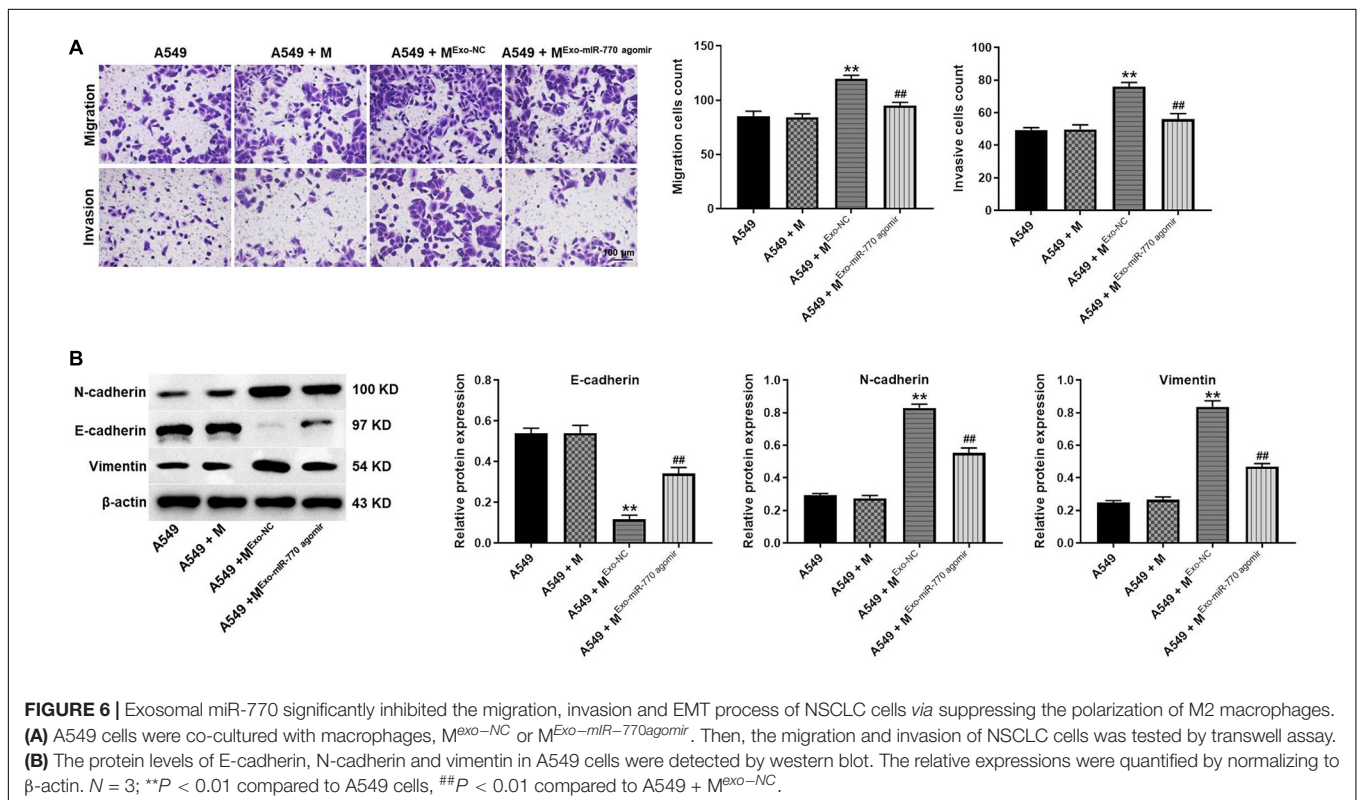 A
A549
A549 + M
A549 + M^Exo-NC
A549 + M^Exo-miR-770 agomir
Migration
Invasion
100 μm
Migration cells count
150
100
50
0
**
##
A549
A549 + M
A549 + M^Exo-NC
A549 + M^Exo-miR-770 agomir
Invasive cells count
100
80
60
40
20
0
**
##
A549
A549 + M
A549 + M^Exo-NC
A549 + M^Exo-miR-770 agomir
B
N-cadherin 100 KD
E-cadherin 97 KD
Vimentin 54 KD
β-actin 43 KD
A549
A549 + M
A549 +M^Exo-NC
A549 +M^Exo-miR-770 agomir
E-cadherin
Relative protein expression
0.8
0.6
0.4
0.2
0.0
**
##
A549
A549 + M
A549 + M^Exo-NC
A549 + M^Exo-miR-770 agomir
N-cadherin
Relative protein expression
1.0
0.8
0.6
0.4
0.2
0.0
**
##
A549
A549 + M
A549 + M^Exo-NC
A549 + M^Exo-miR-770 agomir
Vimentin
Relative protein expression
1.0
0.8
0.6
0.4
0.2
0.0
**
##
A549
A549 + M
A549 + M^Exo-NC
A549 + M^Exo-miR-770 agomir
FIGURE 6 | Exosomal miR-770 significantly inhibited the migration, invasion and EMT process of NSCLC cells via suppressing the polarization of M2 macrophages.
(A) A549 cells were co-cultured with macrophages, M^exo−NC or M^Exo−mIR−770agomir. Then, the migration and invasion of NSCLC cells was tested by transwell assay.
(B) The protein levels of E-cadherin, N-cadherin and vimentin in A549 cells were detected by western blot. The relative expressions were quantified by normalizing to
β-actin. N = 3; **P < 0.01 compared to A549 cells, ##P < 0.01 compared to A549 + M^exo−NC.